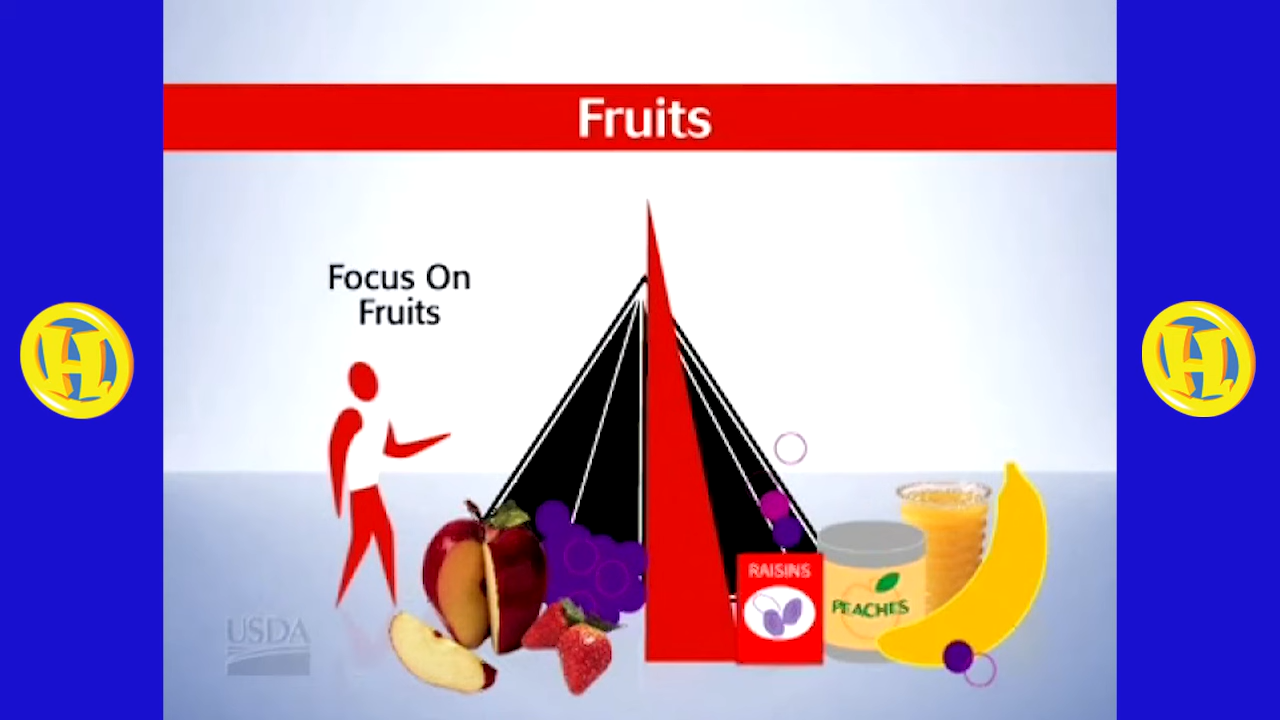 Fruits
Focus On
Fruits
H
H
RAISINS
PEACHES
USDA